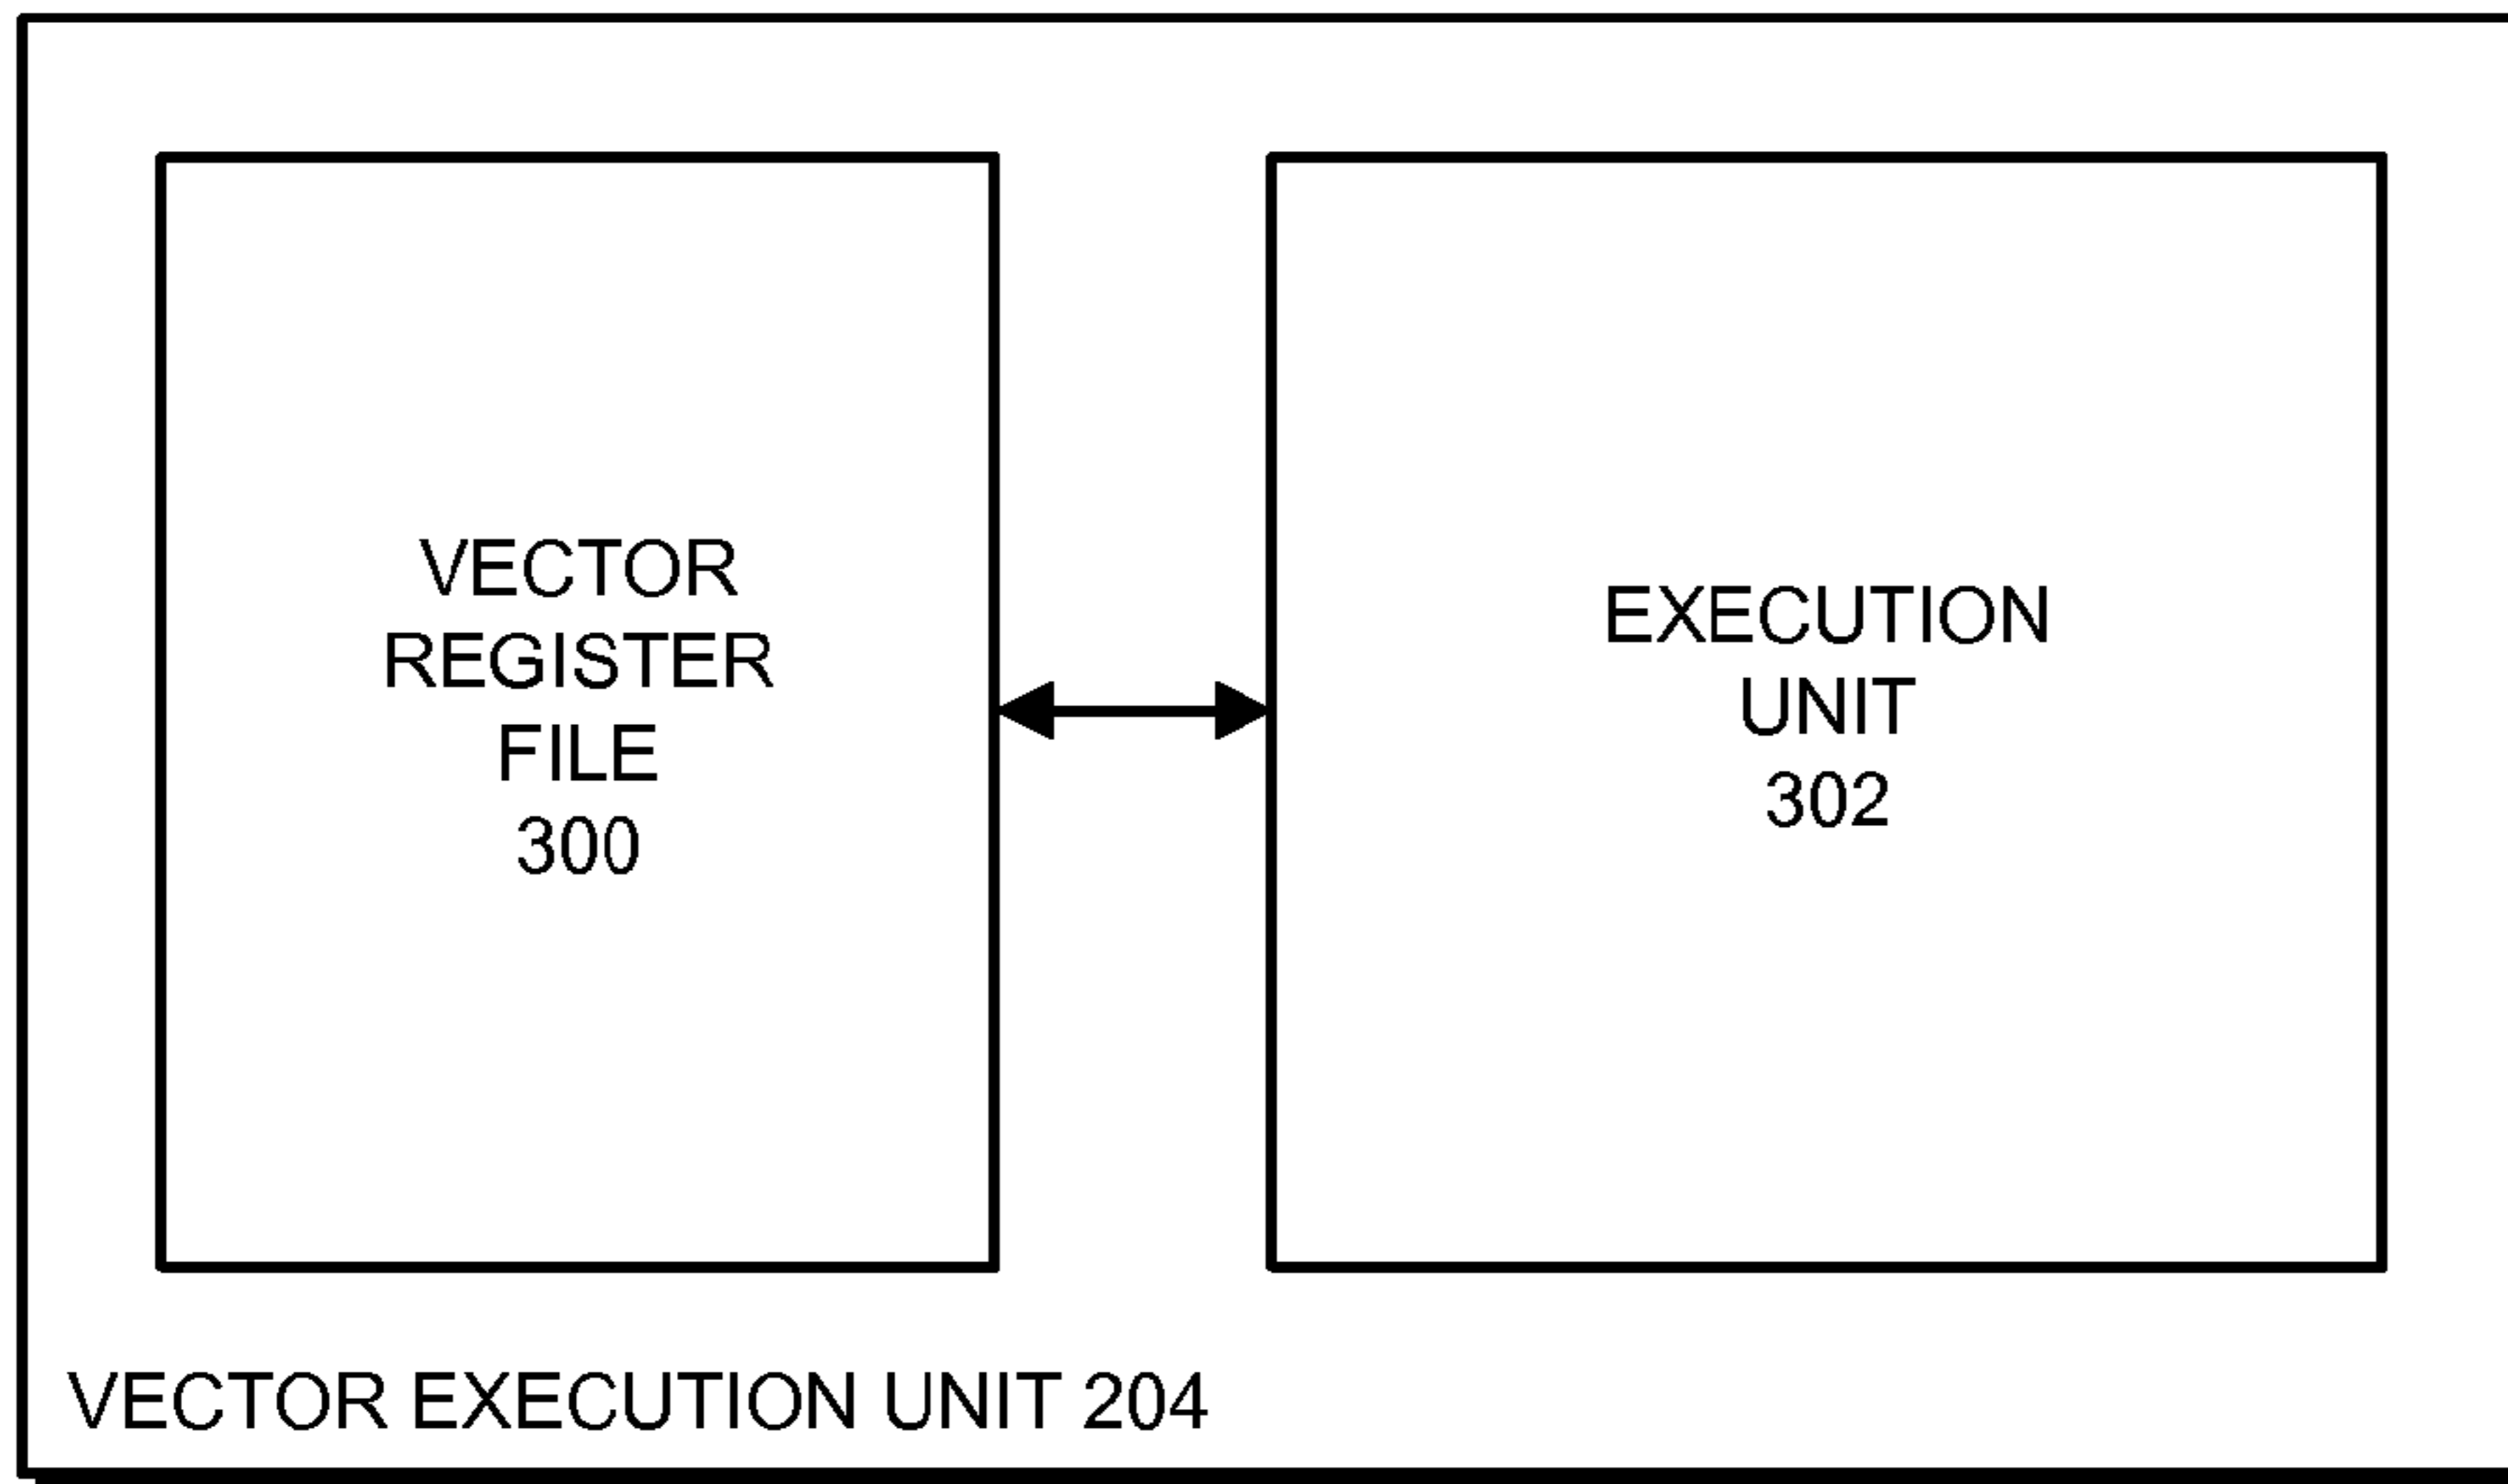 VECTOR
REGISTER
FILE
300
EXECUTION
UNIT
302
VECTOR EXECUTION UNIT 204